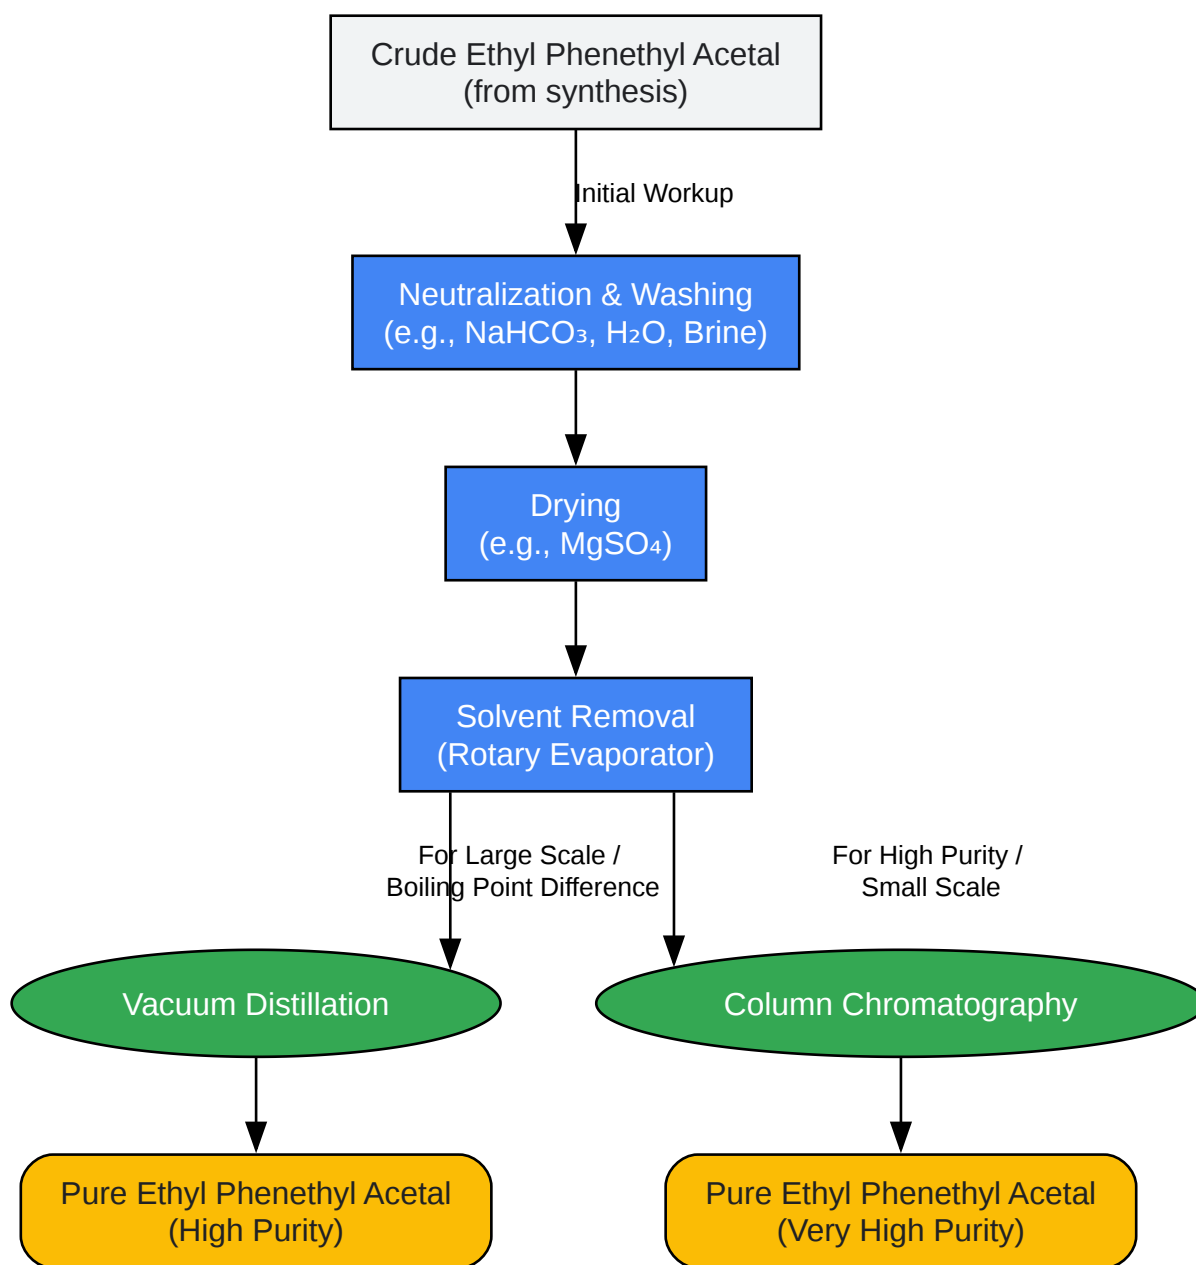 Crude Ethyl Phenethyl Acetal
(from synthesis)
Initial Workup
Neutralization & Washing
(e.g., NaHCO₃, H₂O, Brine)
Drying
(e.g., MgSO₄)
Solvent Removal
(Rotary Evaporator)
For Large Scale /
Boiling Point Difference
For High Purity /
Small Scale
Vacuum Distillation
Column Chromatography
Pure Ethyl Phenethyl Acetal
(High Purity)
Pure Ethyl Phenethyl Acetal
(Very High Purity)